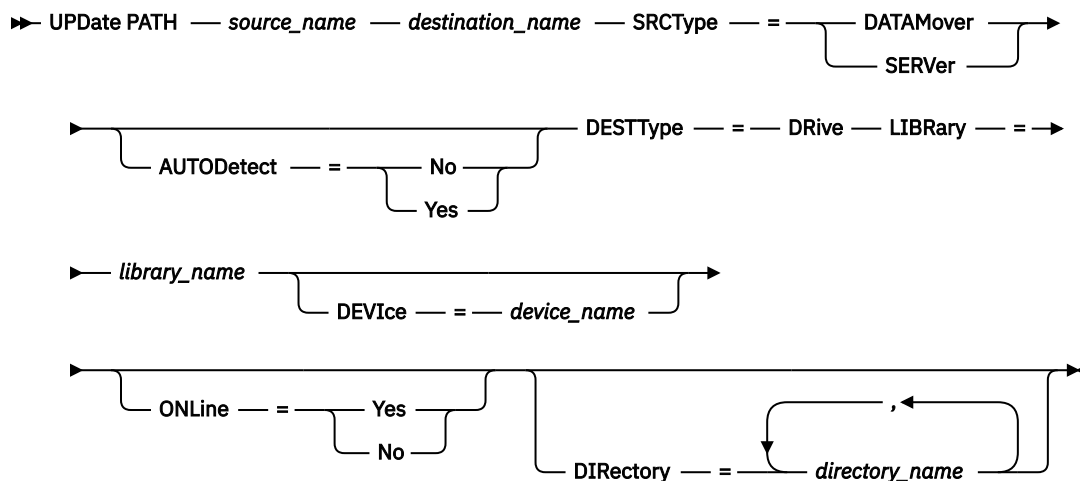 UPDate PATH source_name destination_name SRCType = DATAMover
SERVer
AUTODetect = No
Yes
DESTType = DRive LIBRary =
library_name
DEVIce = device_name
ONLine = Yes
No
DIRectory = directory_name
,